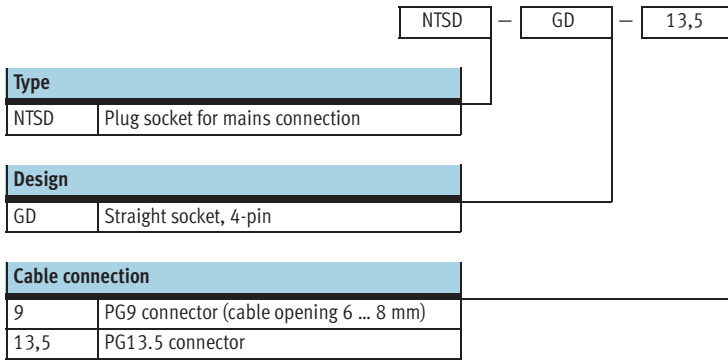 NTSD – GD – 13,5
Type
NTSD Plug socket for mains connection
Design
GD Straight socket, 4-pin
Cable connection
9 PG9 connector (cable opening 6 ... 8 mm)
13,5 PG13.5 connector